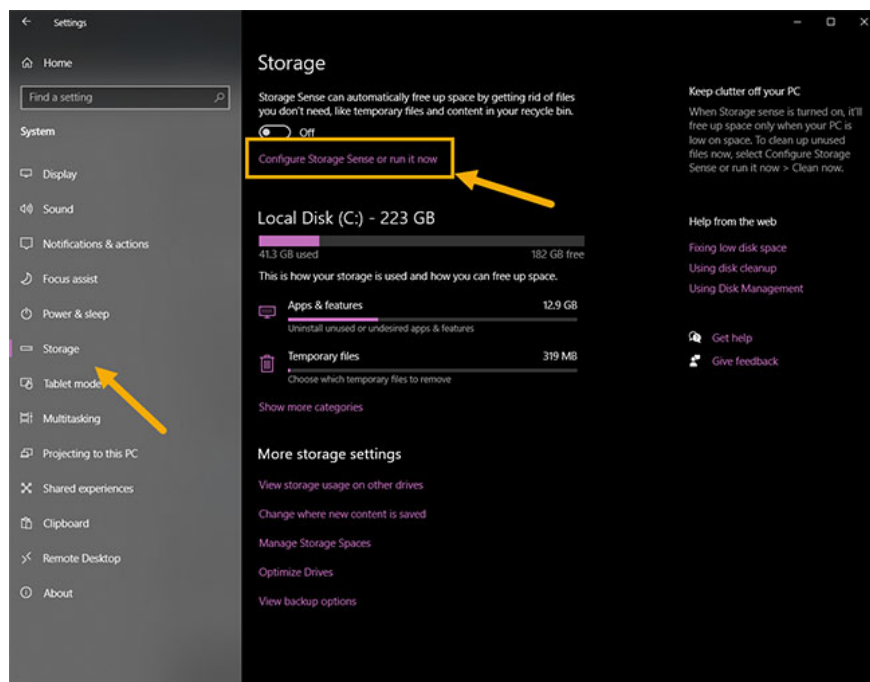 Settings
Home
Find a setting
System
Display
Sound
Notifications & actions
Focus assist
Power & sleep
Storage
Tablet mode
Multitasking
Projecting to this PC
Shared experiences
Clipboard
Remote Desktop
About
Storage
Storage Sense can automatically free up space by getting rid of files
you don't need, like temporary files and content in your recycle bin.
Off
Configure Storage Sense or run it now
Local Disk (C:) - 223 GB
41.3 GB used 182 GB free
This is how your storage is used and how you can free up space.
Apps & features 12.9 GB
Uninstall unused or undesired apps & features
Temporary files 319 MB
Choose which temporary files to remove
Show more categories
More storage settings
View storage usage on other drives
Change where new content is saved
Manage Storage Spaces
Optimize Drives
View backup options
Keep clutter off your PC
When Storage sense is turned on, it'll
free up space only when your PC is
low on space. To clean up unused
files now, select Configure Storage
Sense or run it now > Clean now.
Help from the web
Fixing low disk space
Using disk cleanup
Using Disk Management
Get help
Give feedback